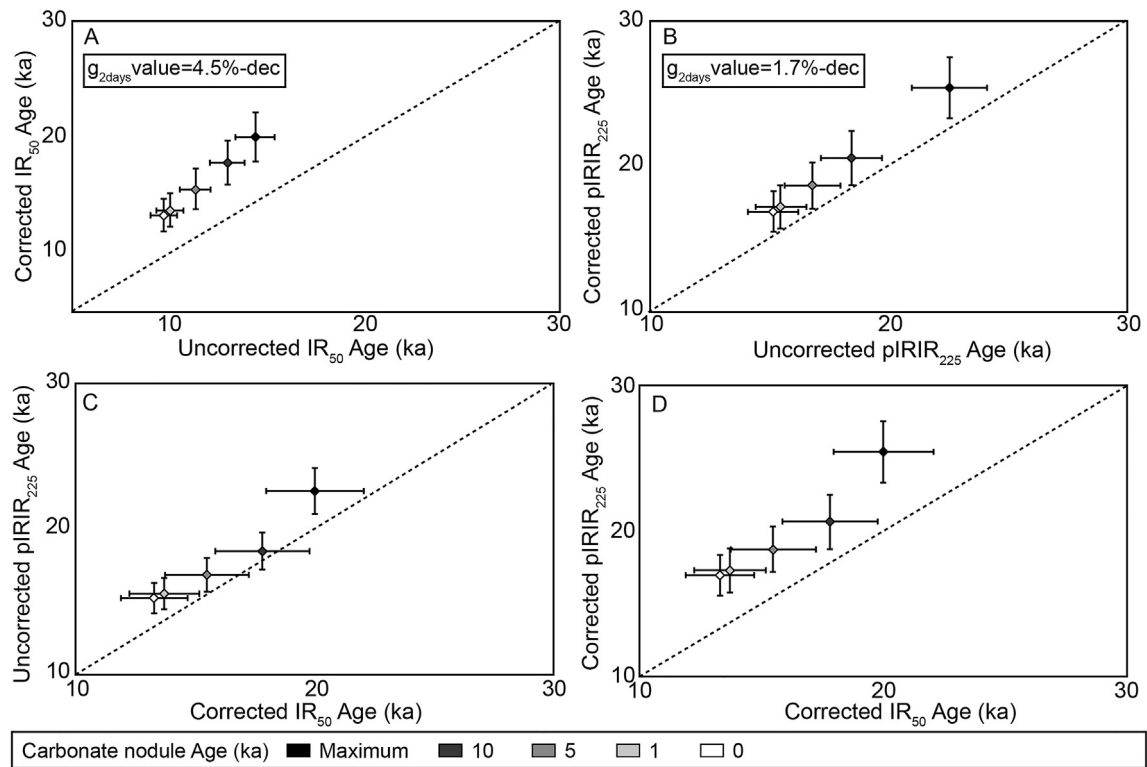 A
g2daysvalue=4.5%-dec
30
20
10
Corrected IR50 Age (ka)
10
20
30
Uncorrected IR50 Age (ka)
B
g2daysvalue=1.7%-dec
30
20
10
Corrected pIRIR225 Age (ka)
10
20
30
Uncorrected pIRIR225 Age (ka)
C
30
20
10
Uncorrected pIRIR225 Age (ka)
10
20
30
Corrected IR50 Age (ka)
D
30
20
10
Corrected pIRIR225 Age (ka)
10
20
30
Corrected IR50 Age (ka)
Carbonate nodule Age (ka) Maximum 10 5 1 0